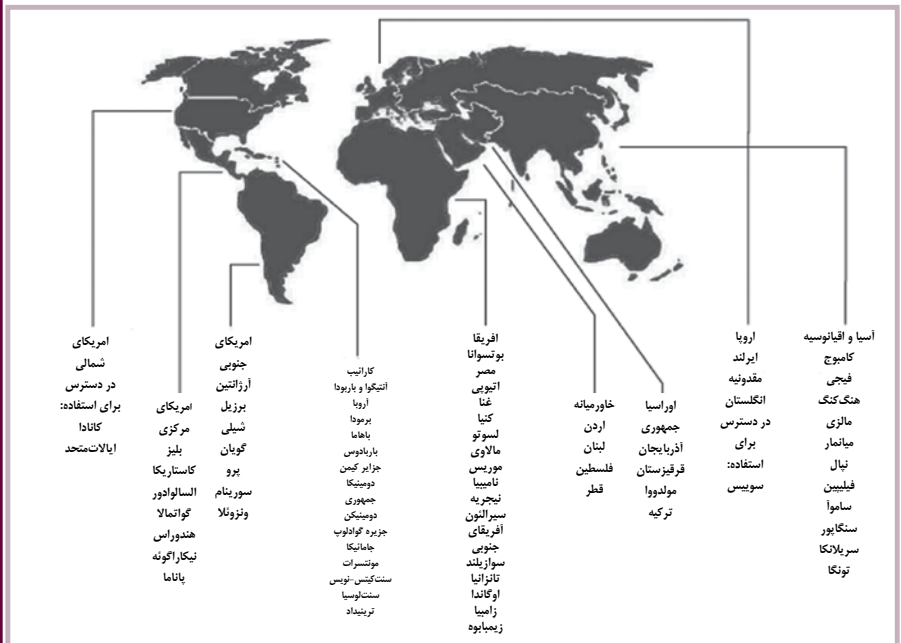 آسیا و اقیانوسیه
کامبوج
فیجی
هنگ‌کنگ
مالزی
میانمار
نپال
فیلیپین
ساموآ
سنگاپور
سریلانکا
تونگا
اروپا
ایرلند
مقدونیه
انگلستان
در دسترس
برای
استفاده:
سوییس
اوراسیا
جمهوری
آذربایجان
قرقیزستان
مولدووا
ترکیه
خاورمیانه
اردن
لبنان
فلسطین
قطر
افریقا
بوتسوانا
مصر
اتیوپی
غنا
کنیا
لسوتو
مالاوی
موریس
نامیبیا
نیجریه
سیرالئون
آفریقای
جنوبی
سوازیلند
تانزانیا
اوگاندا
زامبیا
زیمبابوه
کارائیب
آنتیگوا و باربودا
آروبا
برمودا
باهاما
باربادوس
جزایر کیمن
دومینیکا
جمهوری
دومینیکن
جزیره گوادلوپ
جامائیکا
مونتسرات
سنت‌کیتس-نویس
سنت‌لوسیا
ترینیداد
امریکای
جنوبی
آرژانتین
برزیل
شیلی
گویان
پرو
سورینام
ونزوئلا
امریکای
مرکزی
بلیز
کاستاریکا
السالوادور
گواتمالا
هندوراس
نیکاراگوئه
پاناما
امریکای
شمالی
در دسترس
برای استفاده:
کانادا
ایالات‌متحد